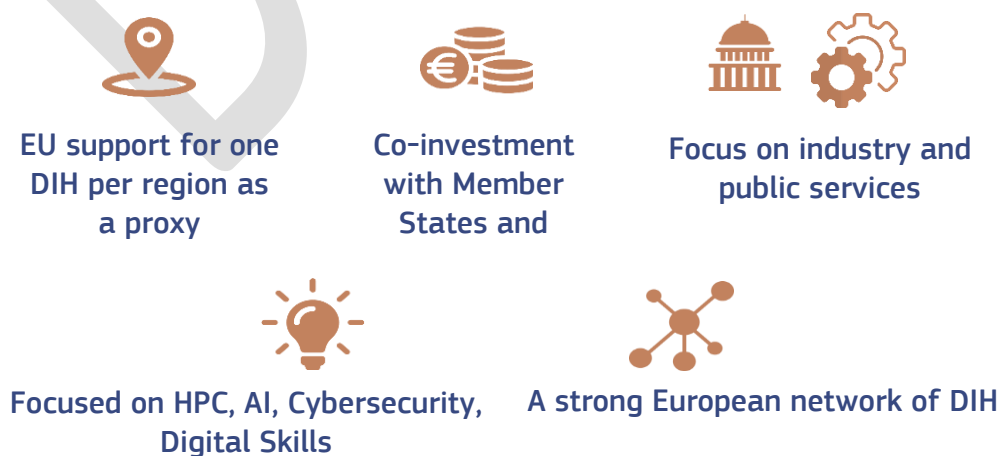 EU support for one
DIH per region as
a proxy
Co-investment
with Member
States and
Focus on industry and
public services
Focused on HPC, AI, Cybersecurity,
Digital Skills
A strong European network of DIH